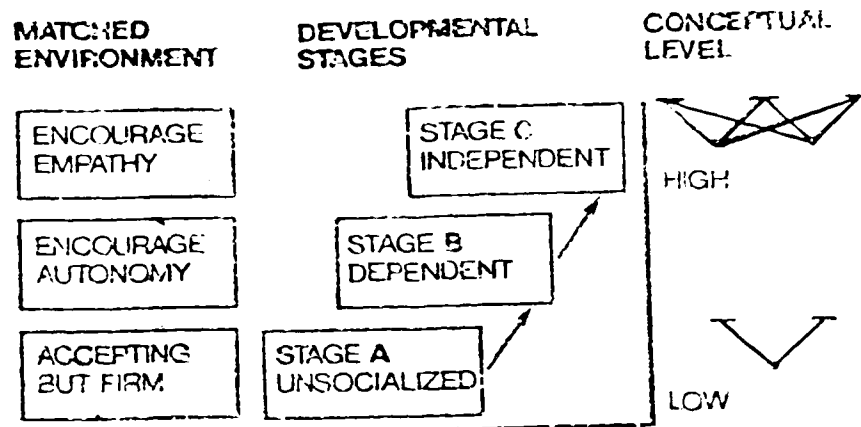 MATCHED
ENVIRONMENT
DEVELOPMENTAL
STAGES
CONCEPTUAL
LEVEL
ENCOURAGE
EMPATHY
STAGE C
INDEPENDENT
HIGH
ENCOURAGE
AUTONOMY
STAGE B
DEPENDENT
ACCEPTING
BUT FIRM
STAGE A
UNSOCIALIZED
LOW